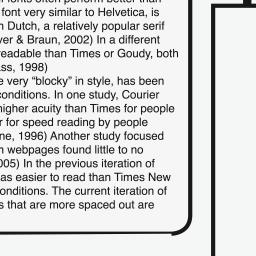 fonts often perform better than
font very similar to Helvetica, is
n Dutch, a relatively popular serif
er & Braun, 2002) In a different
readable than Times or Goudy, both
ss, 1998)
e very “blocky” in style, has been
conditions. In one study, Courier
higher acuity than Times for people
r for speed reading by people
ne, 1996) Another study focused
n webpages found little to no
005) In the previous iteration of
as easier to read than Times New
onditions. The current iteration of
s that are more spaced out are